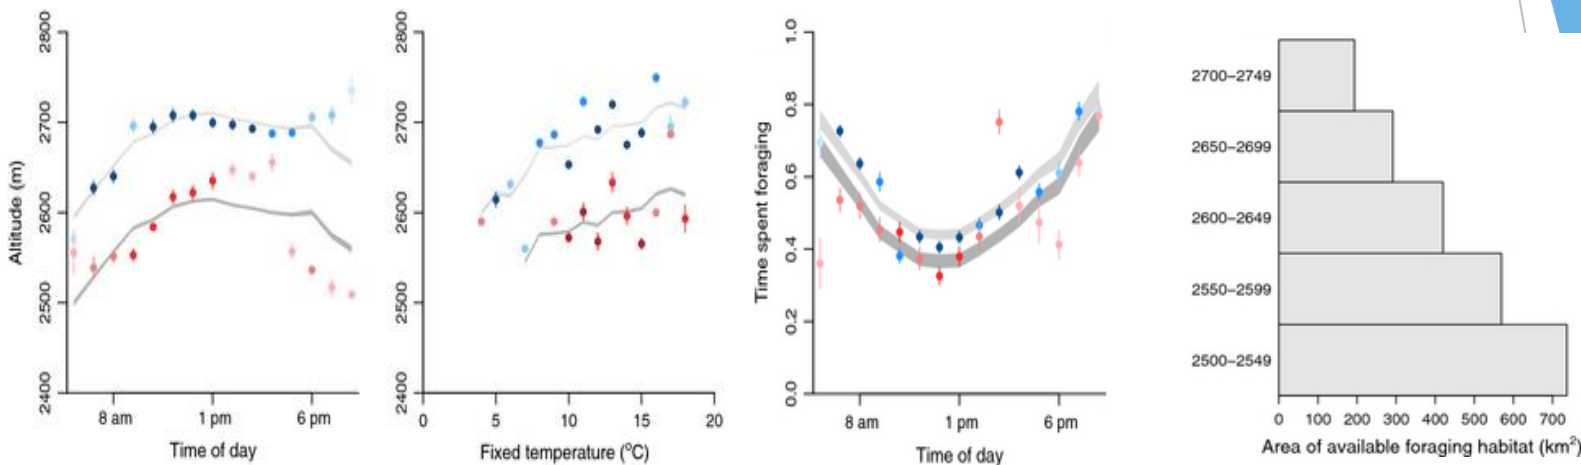 Altitude (m)
2800
2700
2600
2500
2400
8 am
1 pm
6 pm
Time of day
2800
2700
2600
2500
2400
0
5
10
15
20
Fixed temperature (°C)
Time spent foraging
1.0
0.8
0.6
0.4
0.2
0.0
8 am
1 pm
6 pm
Time of day
2700–2749
2650–2699
2600–2649
2550–2599
2500–2549
0 100 200 300 400 500 600 700
Area of available foraging habitat (km²)